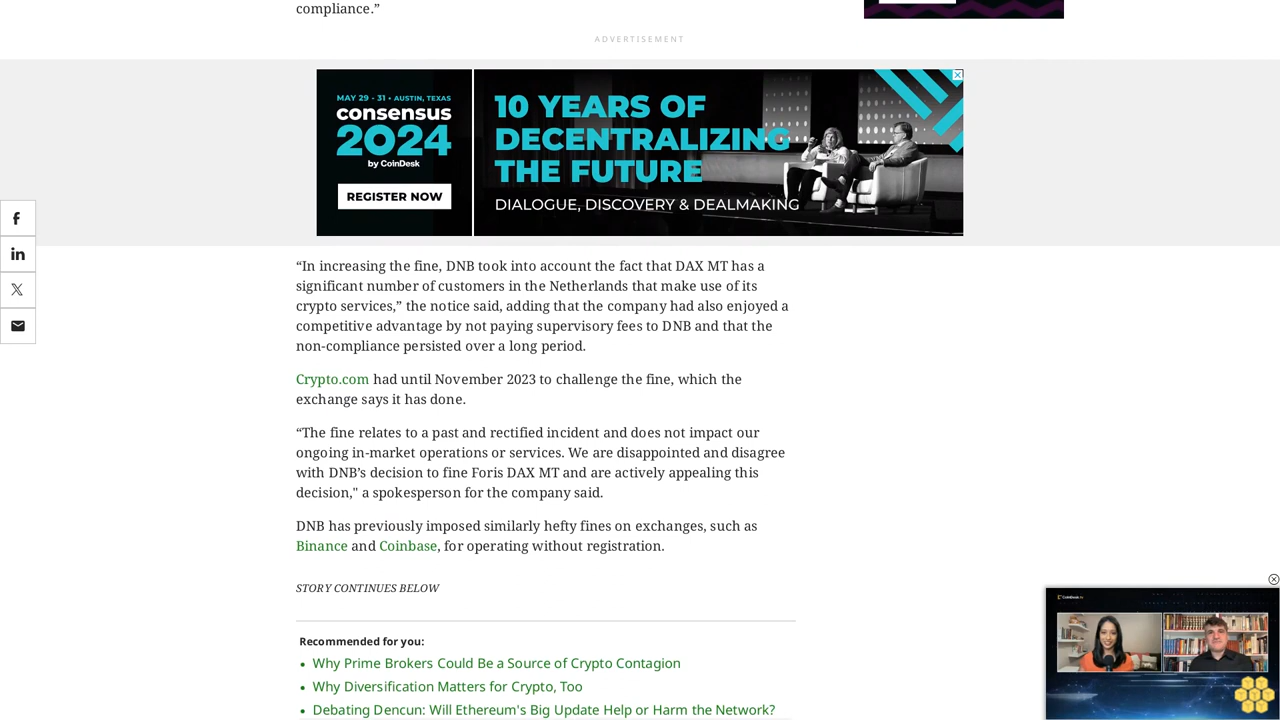 compliance.”
ADVERTISEMENT
MAY 29 - 31 • AUSTIN, TEXAS
consensus
2024
by CoinDesk
REGISTER NOW
10 YEARS OF
DECENTRALIZING
THE FUTURE
DIALOGUE, DISCOVERY & DEALMAKING
“In increasing the fine, DNB took into account the fact that DAX MT has a
significant number of customers in the Netherlands that make use of its
crypto services,” the notice said, adding that the company had also enjoyed a
competitive advantage by not paying supervisory fees to DNB and that the
non-compliance persisted over a long period.
Crypto.com had until November 2023 to challenge the fine, which the
exchange says it has done.
“The fine relates to a past and rectified incident and does not impact our
ongoing in-market operations or services. We are disappointed and disagree
with DNB’s decision to fine Foris DAX MT and are actively appealing this
decision," a spokesperson for the company said.
DNB has previously imposed similarly hefty fines on exchanges, such as
Binance and Coinbase, for operating without registration.
STORY CONTINUES BELOW
Recommended for you:
• Why Prime Brokers Could Be a Source of Crypto Contagion
• Why Diversification Matters for Crypto, Too
• Debating Dencun: Will Ethereum's Big Update Help or Harm the Network?